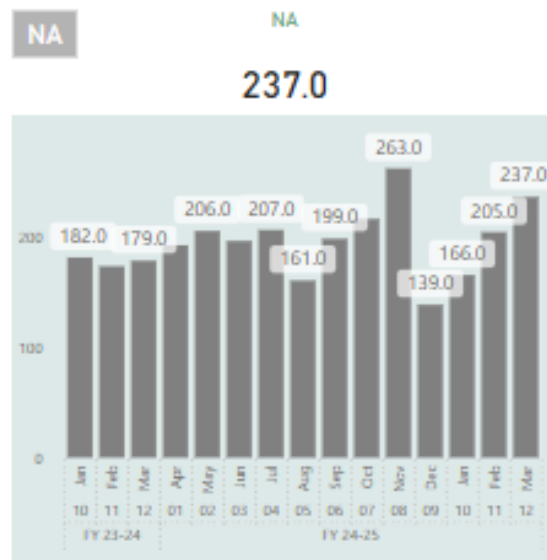 NA
NA
237.0
263.0
237.0
206.0 207.0 199.0 205.0
182.0 179.0
161.0 166.0
139.0
200
100
0
Jan Feb Mar Apr May Jun Jul Aug Sep Oct Nov Dec Jan Feb Mar
10 11 12 01 02 03 04 05 06 07 08 09 10 11 12
FY 23-24 FY 24-25